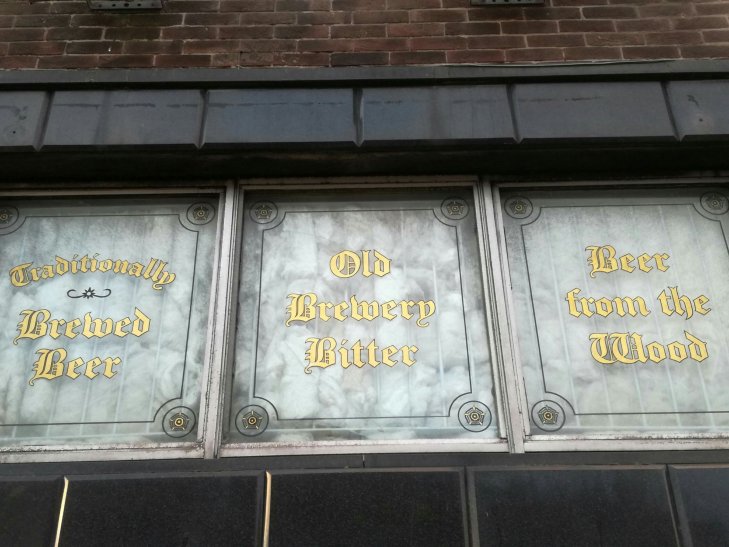 Traditionally
Brewed
Beer
Old
Brewery
Bitter
Beer
from the
Wood